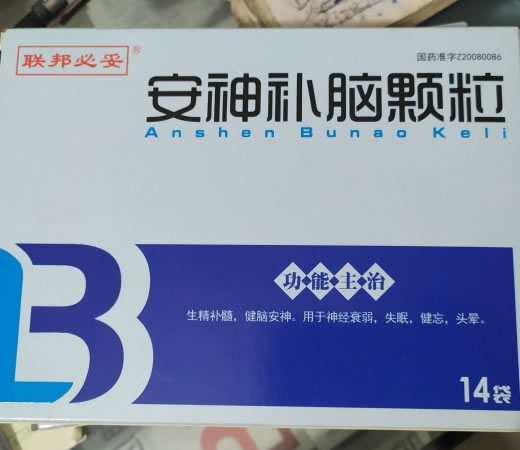 联邦必妥®
国药准字Z20080086
安神补脑颗粒
Anshen Bunao Keli
功能主治
生精补髓，健脑安神。用于神经衰弱，失眠，健忘，头晕。
14袋